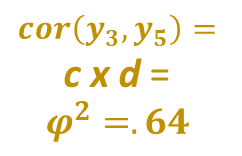 cor(y₃, y₅) =
c x d =
φ² =. 64